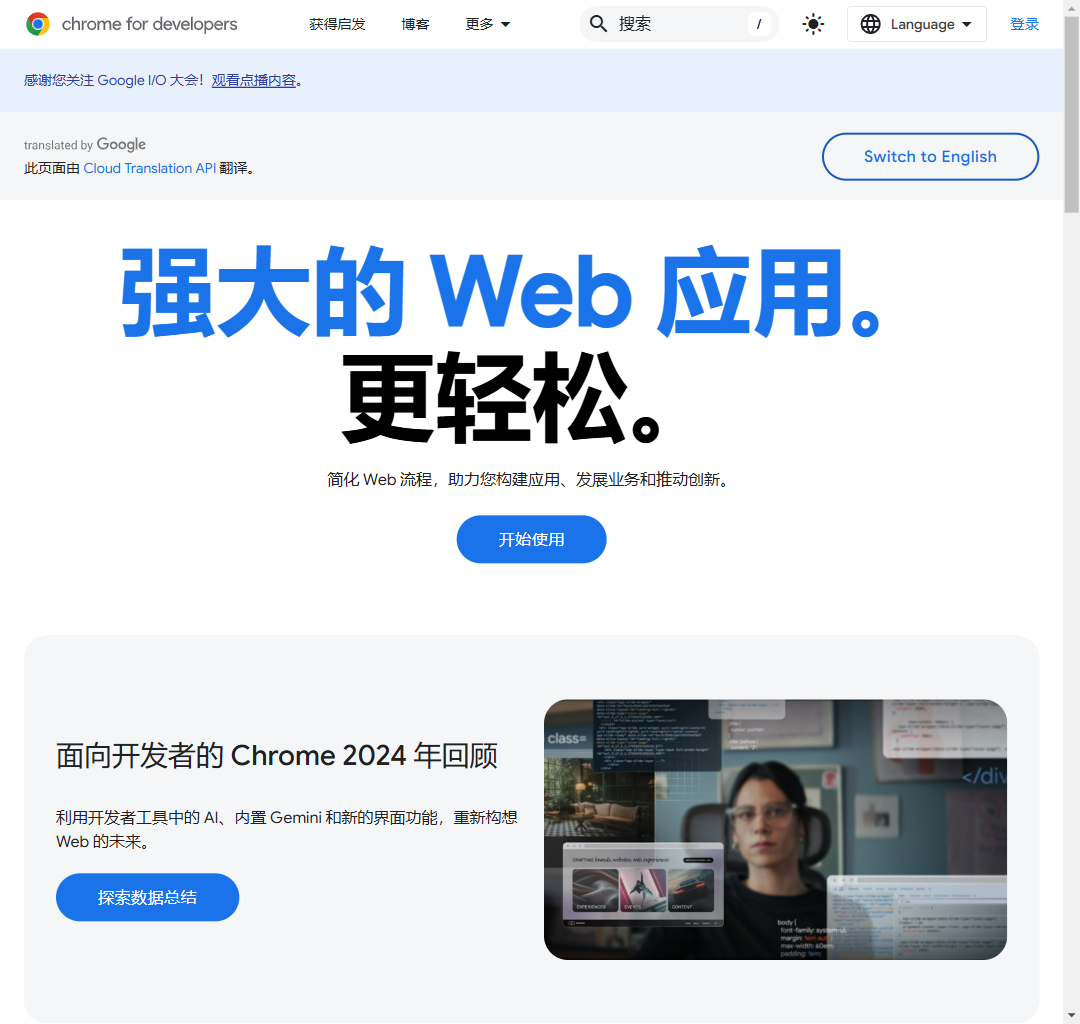 chrome for developers
获得启发
博客
更多
搜索
/
Language
登录
感谢您关注 Google I/O 大会！观看点播内容。
translated by Google
此页面由 Cloud Translation API 翻译。
Switch to English
强大的 Web 应用。
更轻松。
简化 Web 流程，助力您构建应用、发展业务和推动创新。
开始使用
面向开发者的 Chrome 2024 年回顾
利用开发者工具中的 AI、内置 Gemini 和新的界面功能，重新构想
Web 的未来。
探索数据总结
class=
</div
CRAFTING brands, websites, AND experiences
EXPERIENCES
EVENTS
CONTENT
body {
font-family: system-ui,
margin: 1em auto;
max-width: 60em;
padding: 1em;